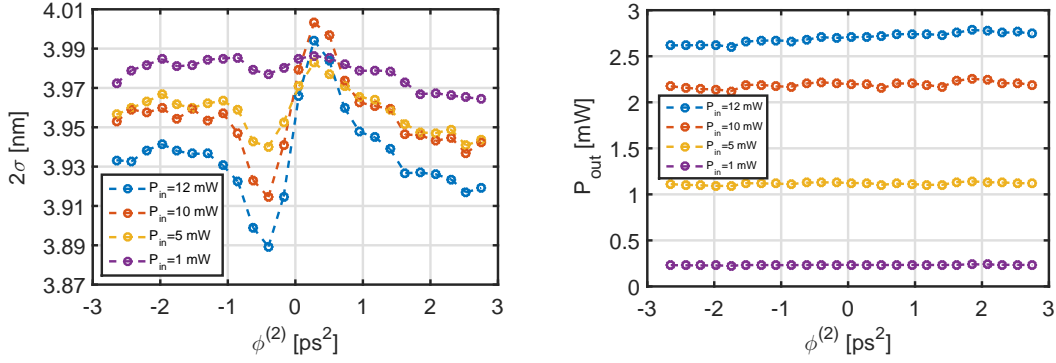 4.01
3.99
3.97
3.95
3.93
3.91
3.89
3.87
2σ [nm]
P_in=12 mW
P_in=10 mW
P_in=5 mW
P_in=1 mW
-3 -2 -1 0 1 2 3
ϕ^(2) [ps^2]
3
2.5
2
1.5
1
0.5
0
P_out [mW]
P_in=12 mW
P_in=10 mW
P_in=5 mW
P_in=1 mW
-3 -2 -1 0 1 2 3
ϕ^(2) [ps^2]